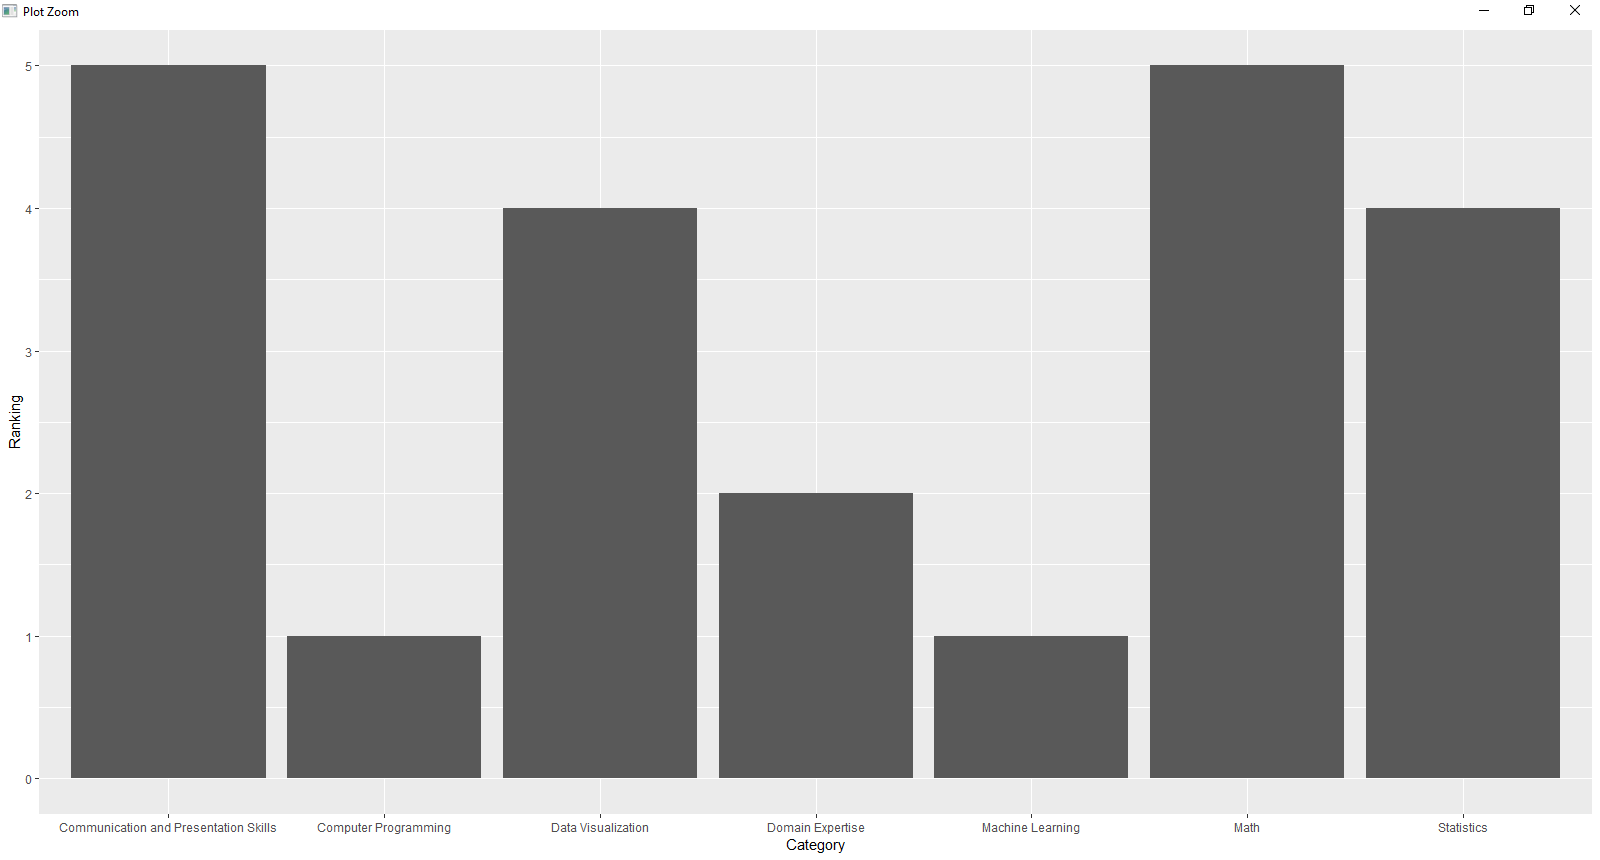 Plot Zoom
5
4
3
2
1
0
Ranking
Communication and Presentation Skills
Computer Programming
Data Visualization
Domain Expertise
Machine Learning
Math
Statistics
Category